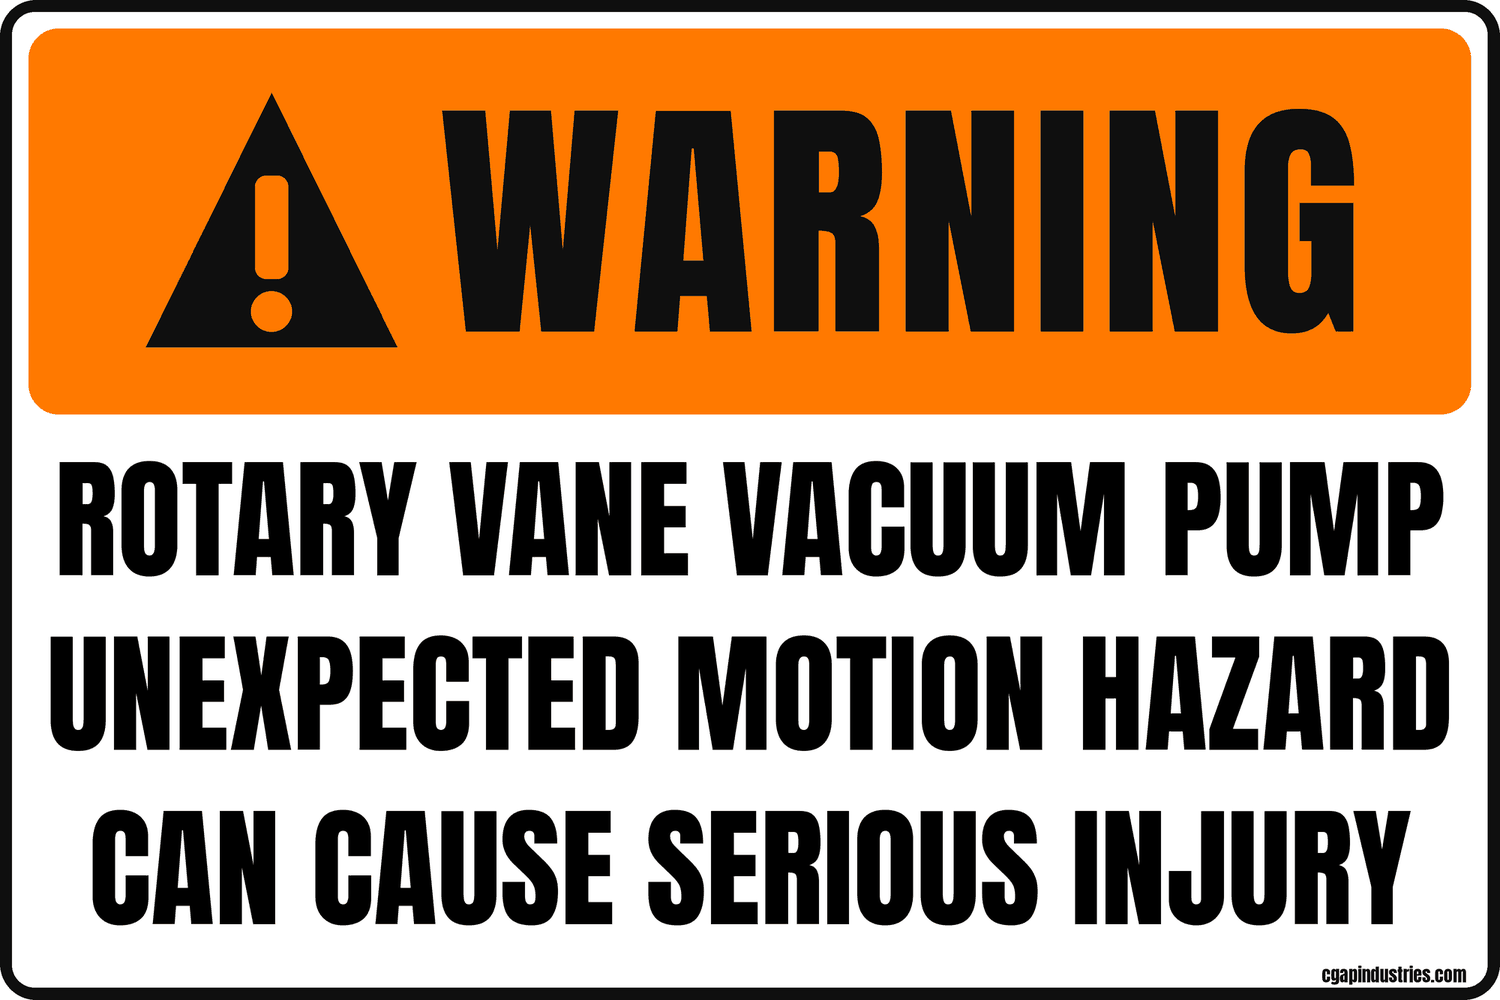 WARNING
ROTARY VANE VACUUM PUMP
UNEXPECTED MOTION HAZARD
CAN CAUSE SERIOUS INJURY
cgapindustries.com